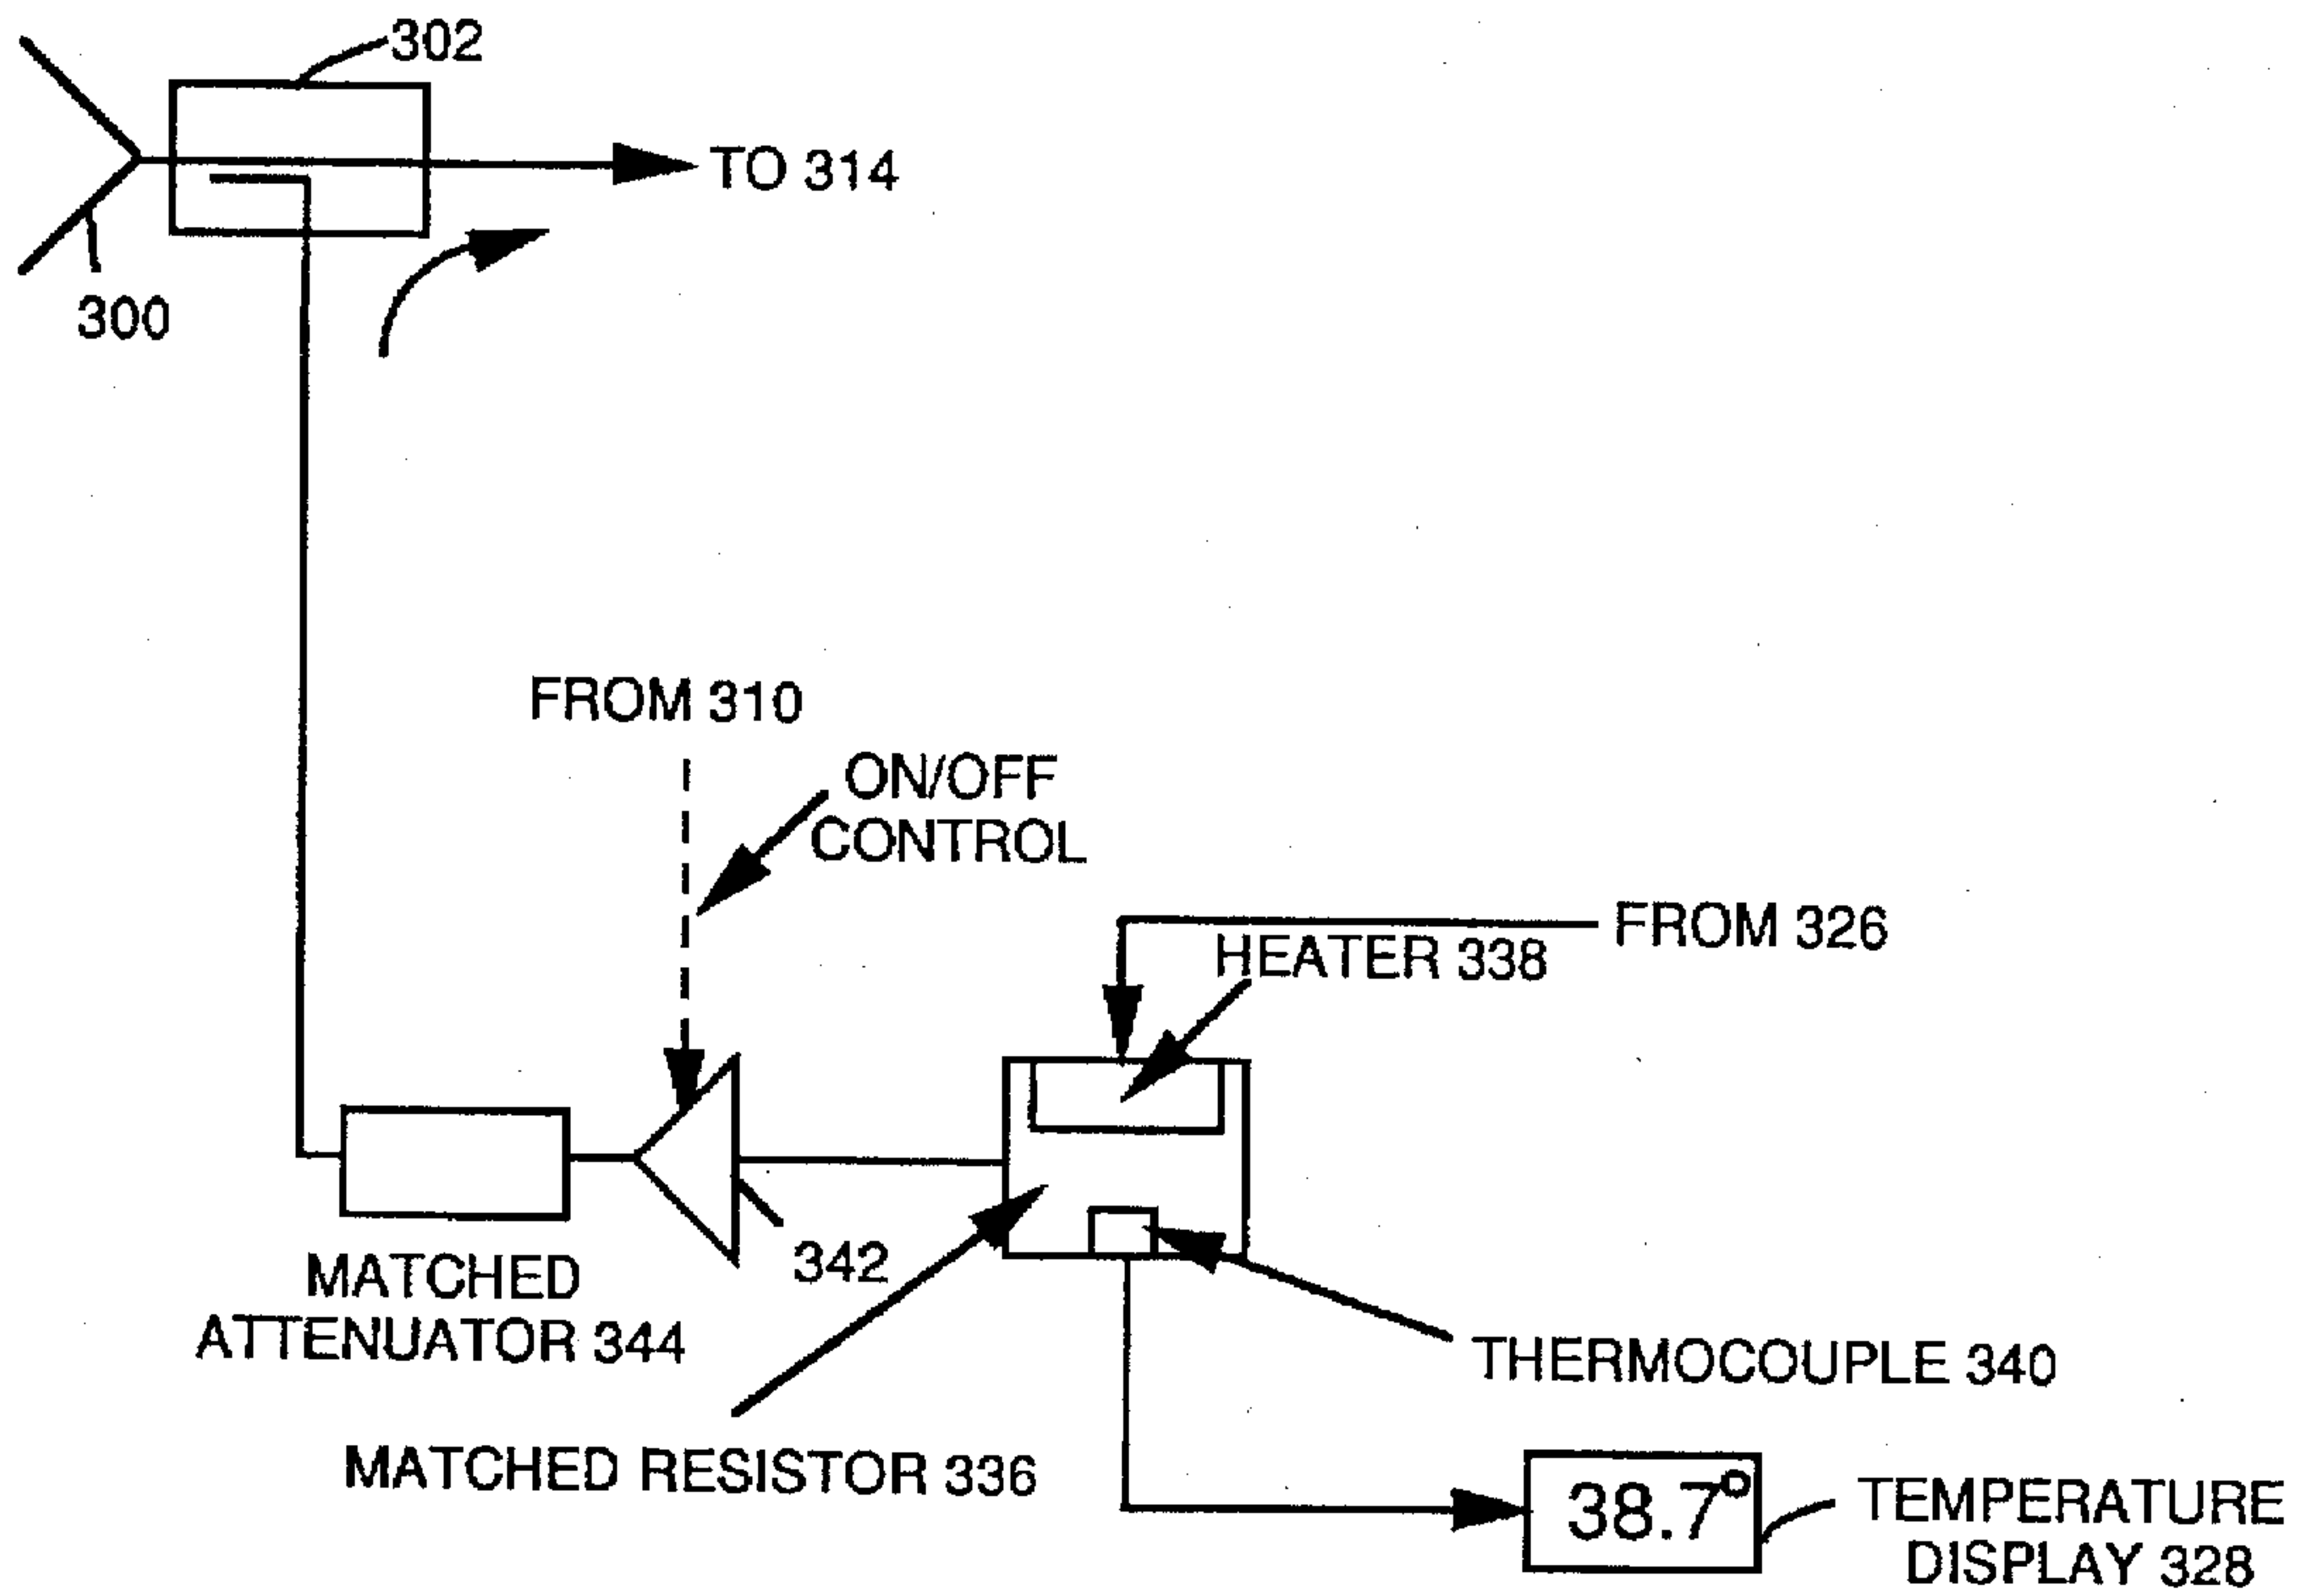 302
TO 314
300
FROM 310
ON/OFF
CONTROL
FROM 326
HEATER 338
342
MATCHED
ATTENUATOR 344
THERMOCOUPLE 340
MATCHED RESISTOR 336
38.7°
TEMPERATURE
DISPLAY 328